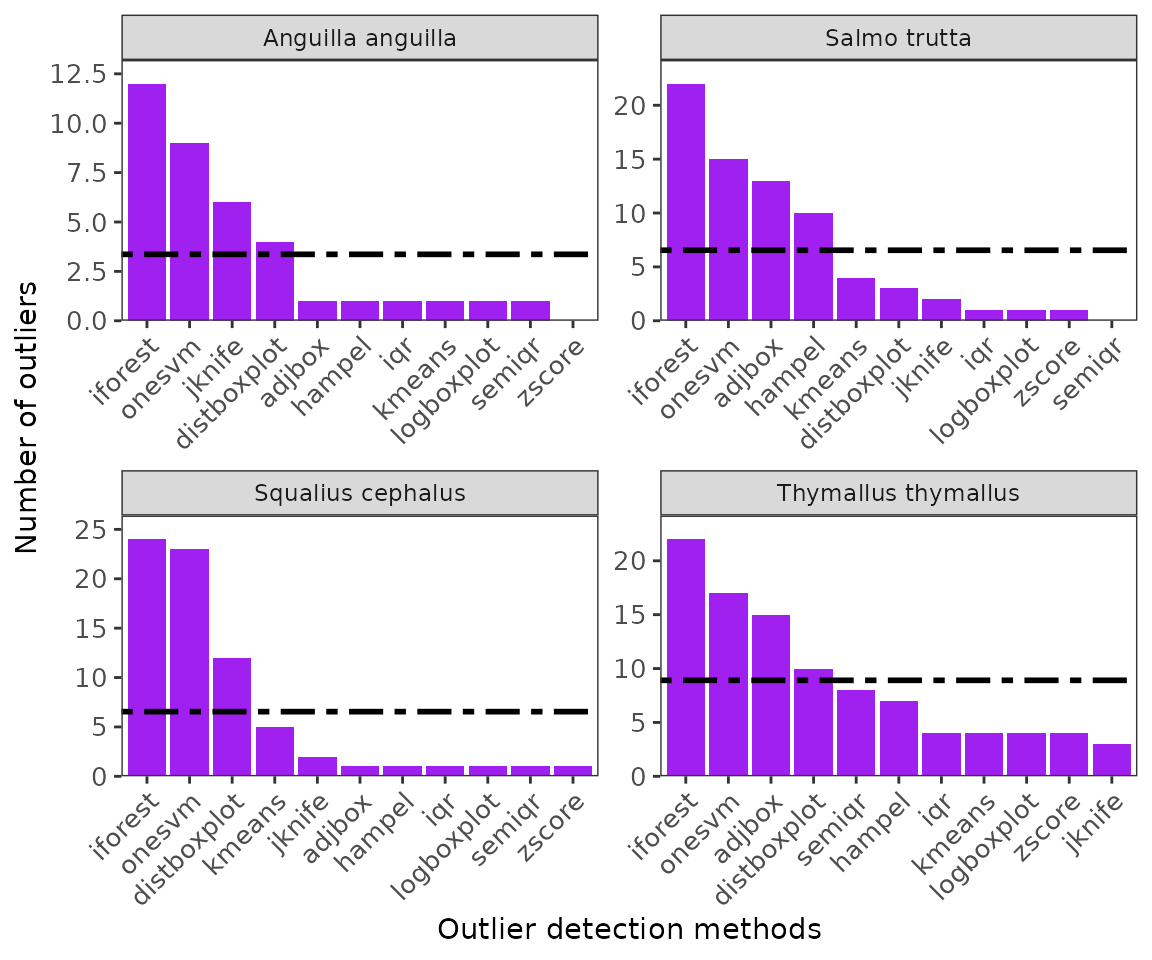 Anguilla anguilla
12.5
10.0
7.5
5.0
2.5
0.0
iforest
onesvm
jknife
distboxplot
adjbox
hampel
iqr
kmeans
logboxplot
semiqr
zscore
Salmo trutta
20
15
10
5
0
iforest
onesvm
adjbox
hampel
kmeans
distboxplot
jknife
iqr
logboxplot
zscore
semiqr
Number of outliers
Squalius cephalus
25
20
15
10
5
0
iforest
onesvm
distboxplot
kmeans
jknife
adjbox
hampel
iqr
logboxplot
semiqr
zscore
Thymallus thymallus
20
15
10
5
0
iforest
onesvm
adjbox
distboxplot
semiqr
hampel
iqr
kmeans
logboxplot
zscore
jknife
Outlier detection methods